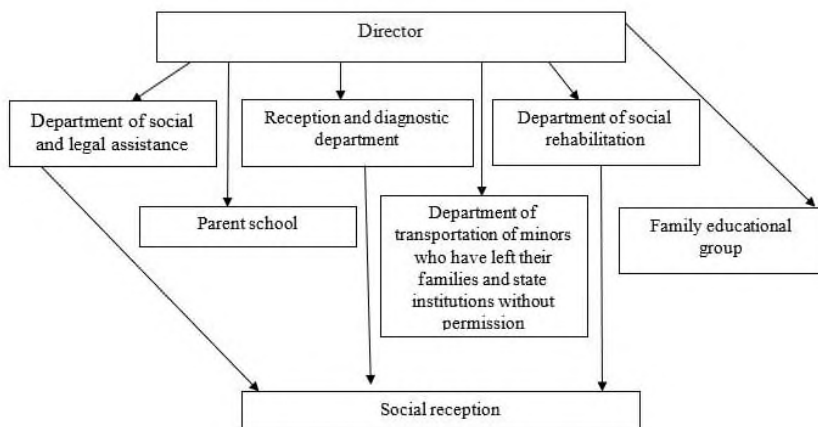 Director
Department of social
and legal assistance
Reception and diagnostic
department
Department of social
rehabilitation
Parent school
Department of
transportation of minors
who have left their
families and state
institutions without
permission
Family educational
group
Social reception